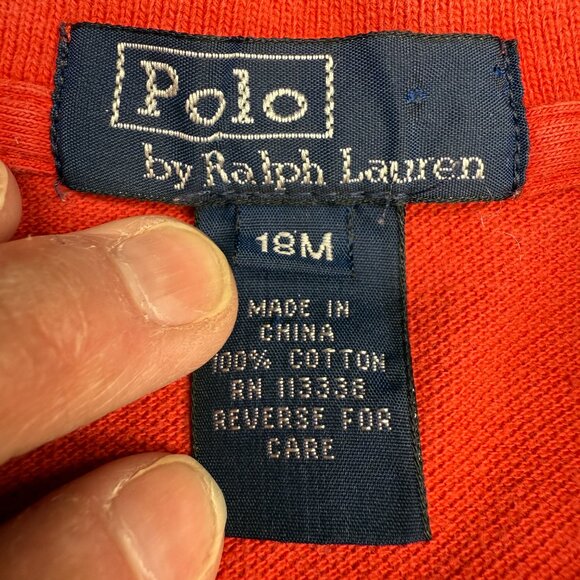 Polo
by Ralph Lauren
18M
MADE IN
CHINA
100% COTTON
RN 113336
REVERSE FOR
CARE